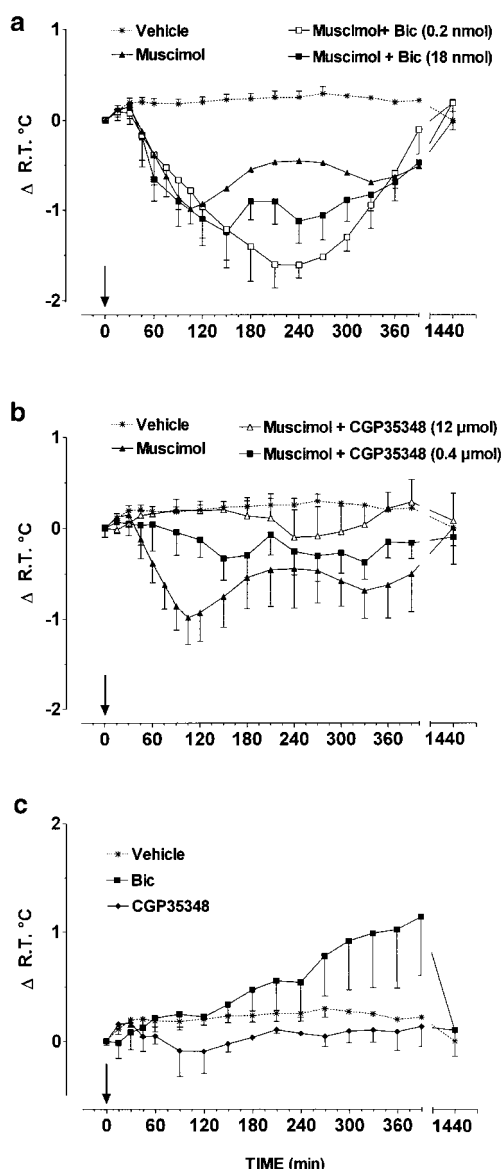 a
Vehicle
Muscimol
Muscimol+ Bic (0.2 nmol)
Muscimol + Bic (18 nmol)
Δ R.T. °C
1
0
-1
-2
0 60 120 180 240 300 360 1440
b
Vehicle
Muscimol
Muscimol + CGP35348 (12 µmol)
Muscimol + CGP35348 (0.4 µmol)
Δ R.T. °C
1
0
-1
-2
0 60 120 180 240 300 360 1440
c
Vehicle
Bic
CGP35348
Δ R.T. °C
2
1
0
0 60 120 180 240 300 360 1440
TIME (min)